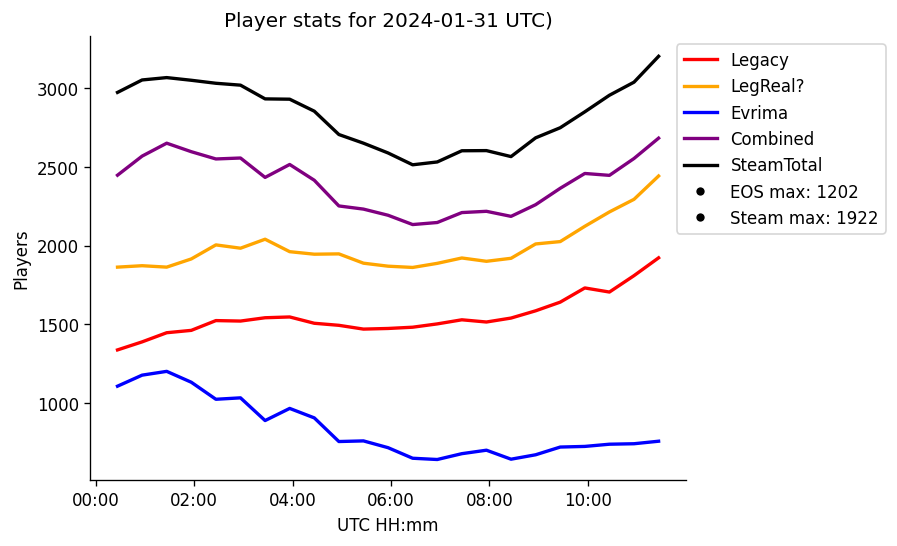 Player stats for 2024-01-31 UTC)
Legacy
LegReal?
Evrima
Combined
SteamTotal
EOS max: 1202
Steam max: 1922
Players
3000
2500
2000
1500
1000
00:00 02:00 04:00 06:00 08:00 10:00
UTC HH:mm